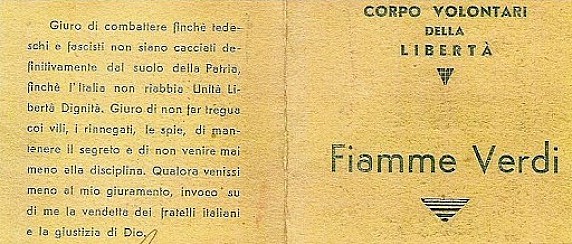 Giuro di combattere finchè tede-
schi e fascisti non siano cacciati de-
finitivamente dal suolo della Patria,
finchè l'Italia non riabbia Unità Li-
bertà Dignità. Giuro di non far tregua
coi vili, i rinnegati, le spie, di man-
tenere il segreto e di non venire mai
meno alla disciplina. Qualora venissi
meno al mio giuramento, invoco su
di me la vendetta dei fratelli italiani
e la giustizia di Dio.
CORPO VOLONTARI
DELLA
LIBERTÀ
Fiamme Verdi